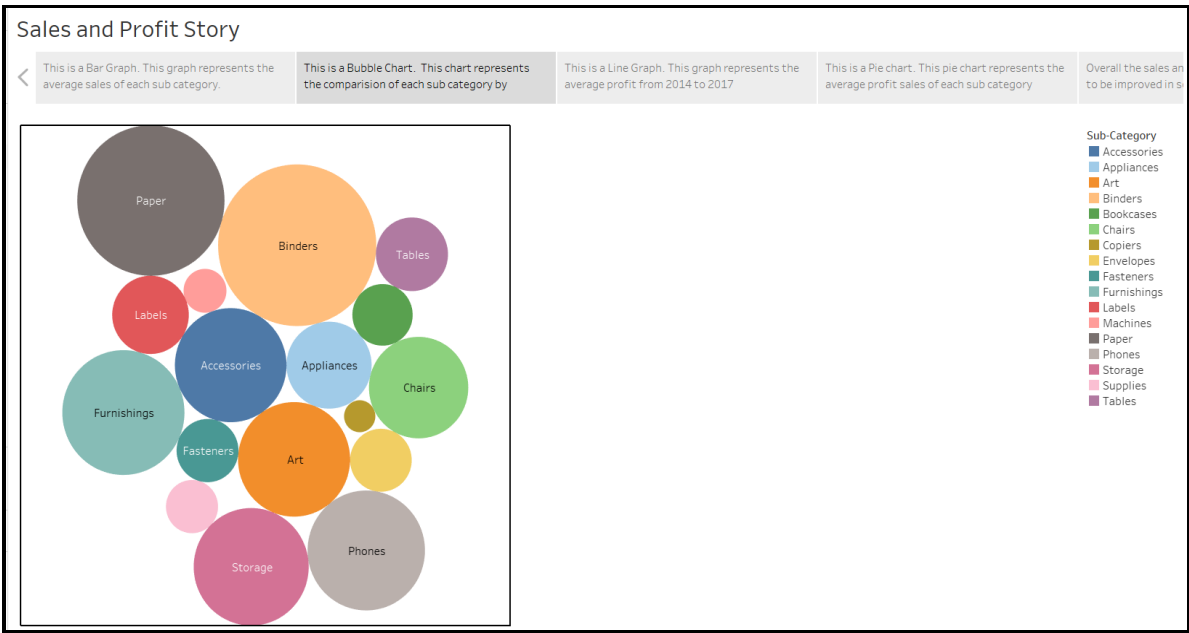 Sales and Profit Story
This is a Bar Graph. This graph represents the
average sales of each sub category.
This is a Bubble Chart.  This chart represents
the comparision of each sub category by
This is a Line Graph. This graph represents the
average profit from 2014 to 2017
This is a Pie chart. This pie chart represents the
average profit sales of each sub category
Overall the sales an
to be improved in s
Paper
Binders
Tables
Labels
Accessories
Appliances
Chairs
Furnishings
Fasteners
Art
Phones
Storage
Sub-Category
Accessories
Appliances
Art
Binders
Bookcases
Chairs
Copiers
Envelopes
Fasteners
Furnishings
Labels
Machines
Paper
Phones
Storage
Supplies
Tables